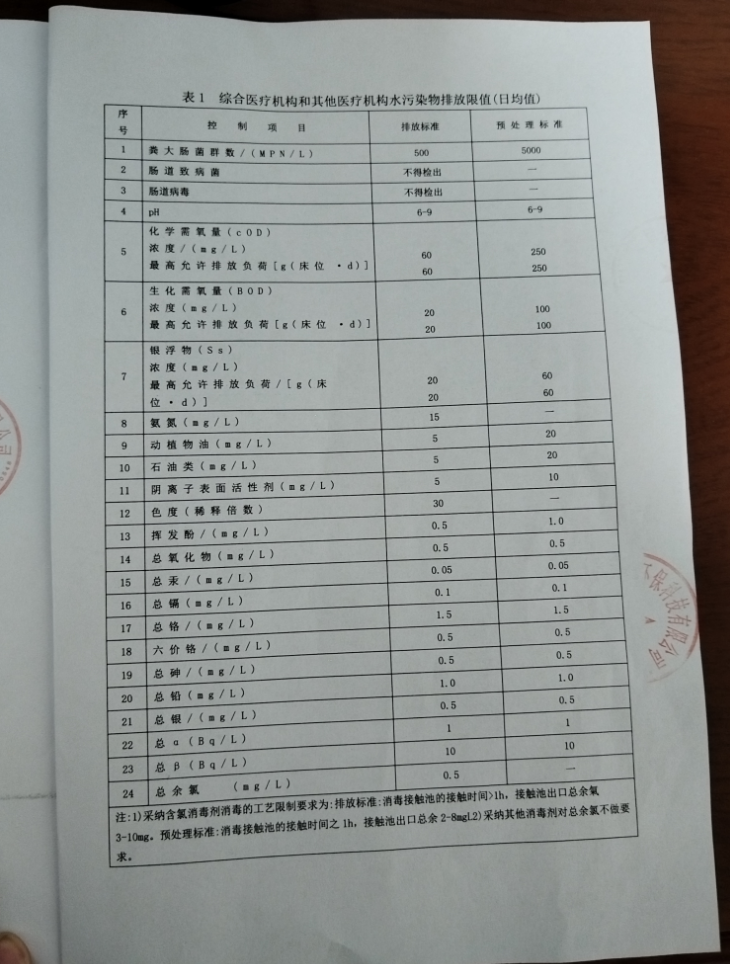 表1 综合医疗机构和其他医疗机构水污染物排放限值(日均值)
序号 控制项目 排放标准 预处理标准
1 粪大肠菌群数/(MPN/L) 500 5000
2 肠道致病菌 不得检出 —
3 肠道病毒 不得检出 —
4 pH 6-9 6-9
5 化学需氧量(cOD)
浓度/(mg/L) 60 250
最高允许排放负荷[g(床位·d)] 60 250
6 生化需氧量(BOD)
浓度(mg/L) 20 100
最高允许排放负荷[g(床位·d)] 20 100
7 银浮物(Ss)
浓度(mg/L) 20 60
最高允许排放负荷/[g(床
位·d)] 20 60
8 氨氮(mg/L) 15 —
9 动植物油(mg/L) 5 20
10 石油类(mg/L) 5 20
11 阴离子表面活性剂(mg/L) 5 10
12 色度(稀释倍数) 30 —
13 挥发酚/(mg/L) 0.5 1.0
14 总氧化物(mg/L) 0.5 0.5
15 总汞/(mg/L) 0.05 0.05
16 总镉(mg/L) 0.1 0.1
17 总铬/(mg/L) 1.5 1.5
18 六价铬/(mg/L) 0.5 0.5
19 总砷/(mg/L) 0.5 0.5
20 总铅(mg/L) 1.0 1.0
21 总银/(mg/L) 0.5 0.5
22 总α(Bq/L) 1 1
23 总β(Bq/L) 10 10
24 总余氯 (mg/L) 0.5 —
注:1)采纳含氯消毒剂消毒的工艺限制要求为:排放标准:消毒接触池的接触时间>1h，接触池出口总余氧
3-10mg。预处理标准:消毒接触池的接触时间之1h，接触池出口总余2-8mgL2)采纳其他消毒剂对总余氯不做要
求。
保科技有限公司